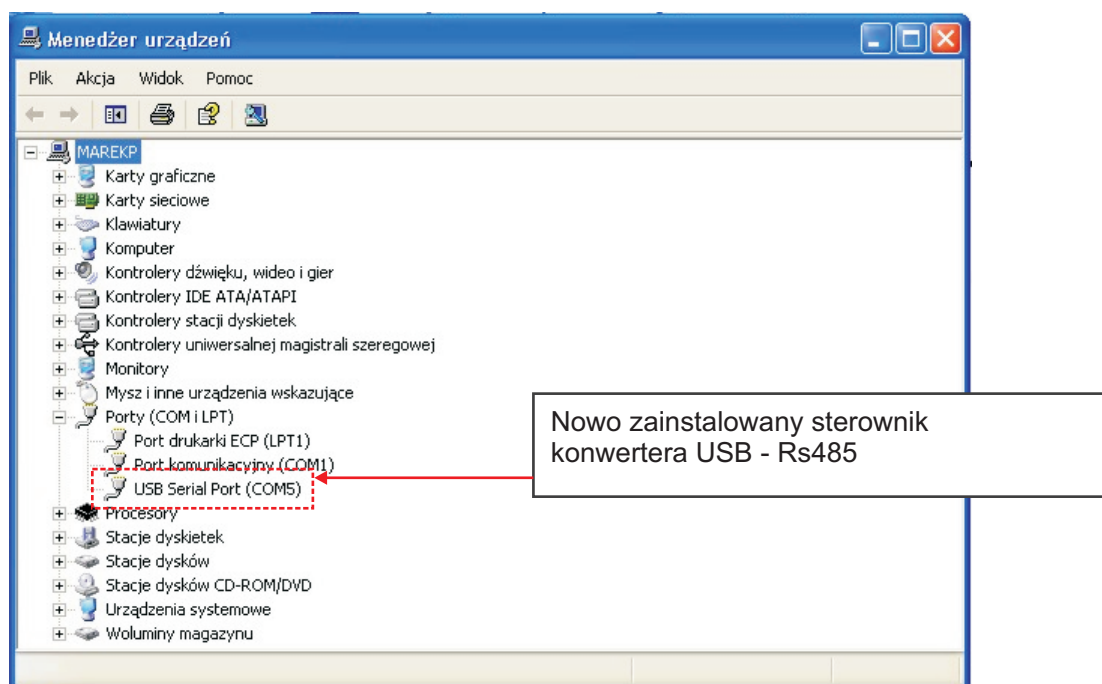 Menedżer urządzeń
Plik Akcja Widok Pomoc
MAREKP
Karty graficzne
Karty sieciowe
Klawiatury
Komputer
Kontrolery dźwięku, wideo i gier
Kontrolery IDE ATA/ATAPI
Kontrolery stacji dyskietek
Kontrolery uniwersalnej magistrali szeregowej
Monitory
Mysz i inne urządzenia wskazujące
Porty (COM i LPT)
Port drukarki ECP (LPT1)
Port komunikacyjny (COM1)
USB Serial Port (COM5)
Procesory
Stacje dyskietek
Stacje dysków
Stacje dysków CD-ROM/DVD
Urządzenia systemowe
Woluminy magazynu
Nowo zainstalowany sterownik
konwertera USB - Rs485